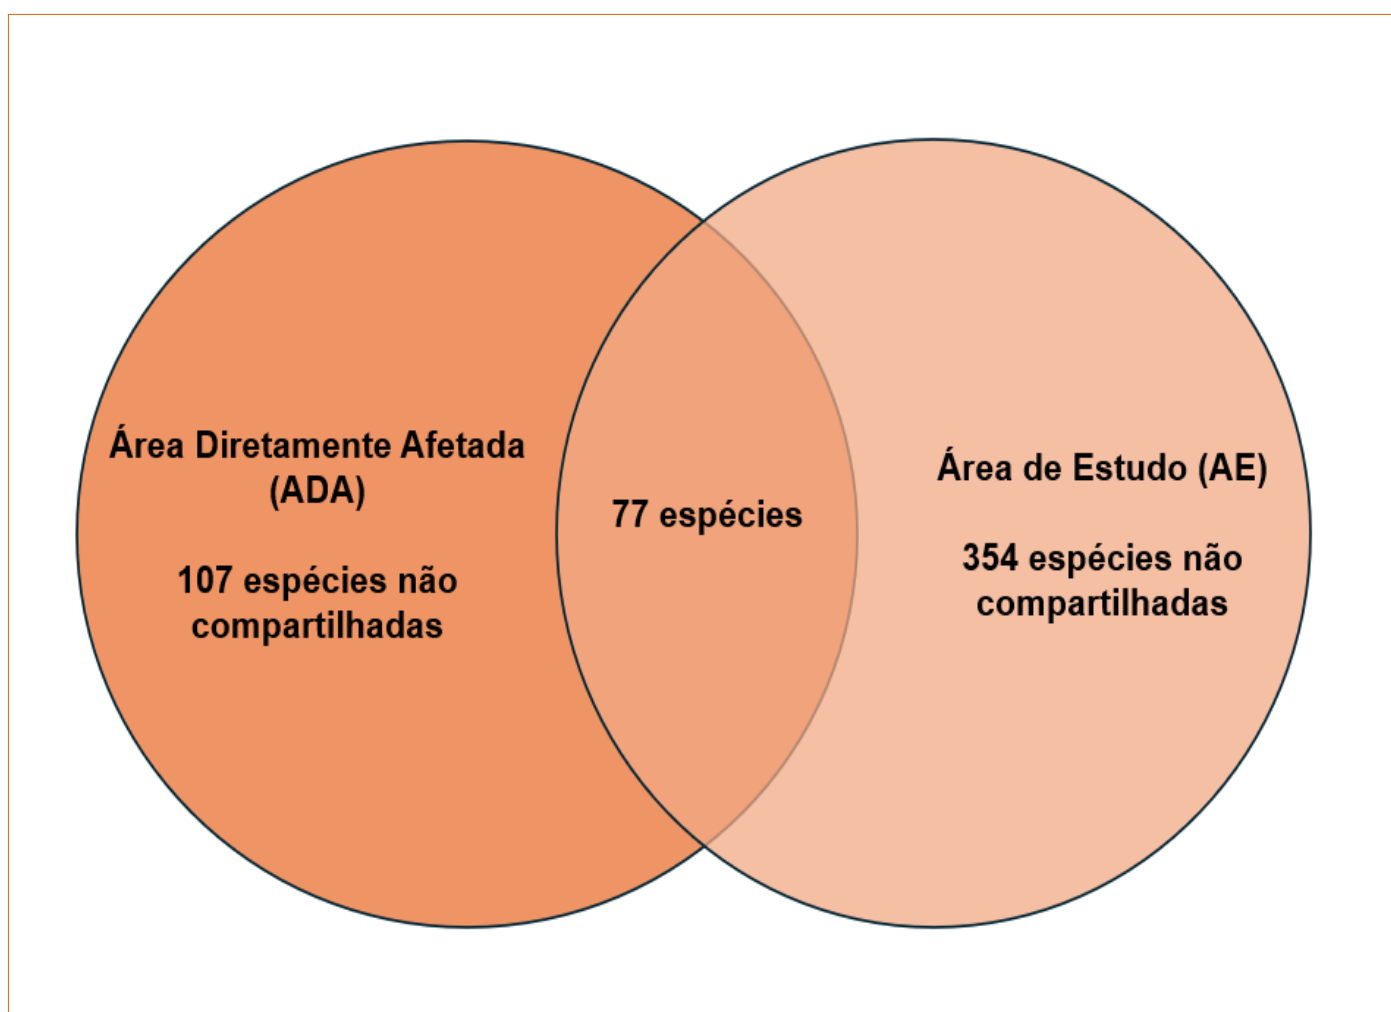 Área Diretamente Afetada
(ADA)
107 espécies não
compartilhadas
77 espécies
Área de Estudo (AE)
354 espécies não
compartilhadas